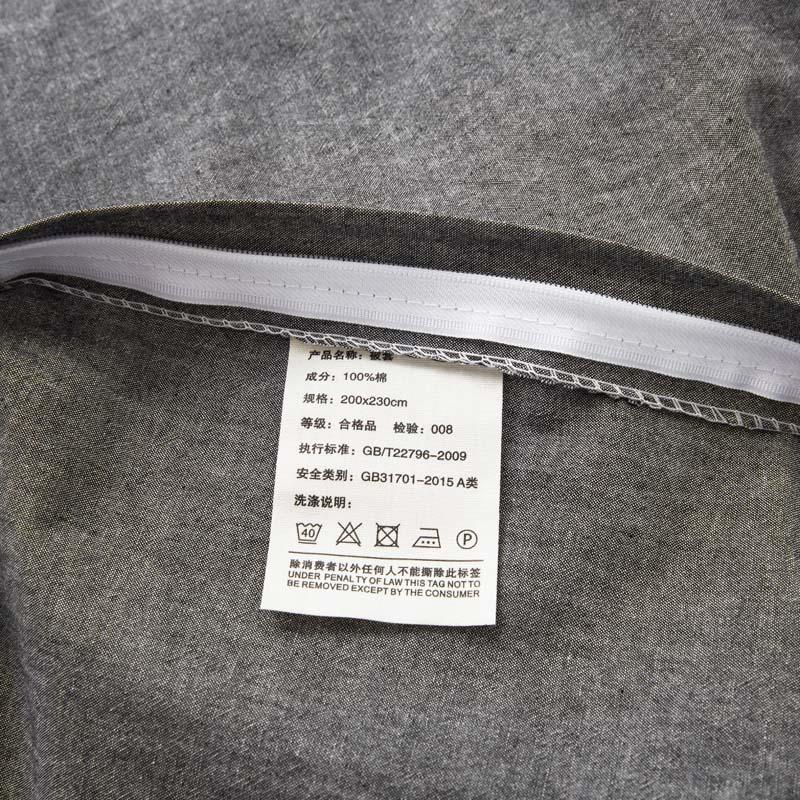 产品名称：被套
成分：100%棉
规格：200x230cm
等级：合格品 检验：008
执行标准：GB/T22796-2009
安全类别：GB31701-2015 A类
洗涤说明：
40 P
除消费者以外任何人不能撕除此标签
UNDER PENALTY OF LAW THIS TAG NOT TO
BE REMOVED EXCEPT BY THE CONSUMER